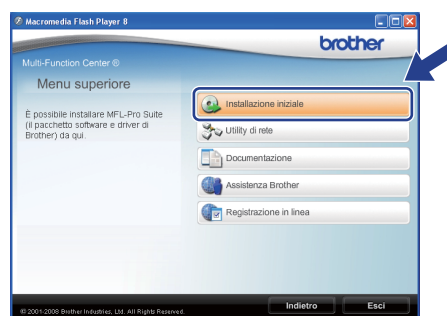 Macromedia Flash Player 8
brother
Multi-Function Center ®
Menu superiore
È possibile installare MFL-Pro Suite
(il pacchetto software e driver di
Brother) da qui.
Installazione iniziale
Utility di rete
Documentazione
Assistenza Brother
Registrazione in linea
© 2001-2008 Brother Industries, Ltd. All Rights Reserved.
Indietro
Esci